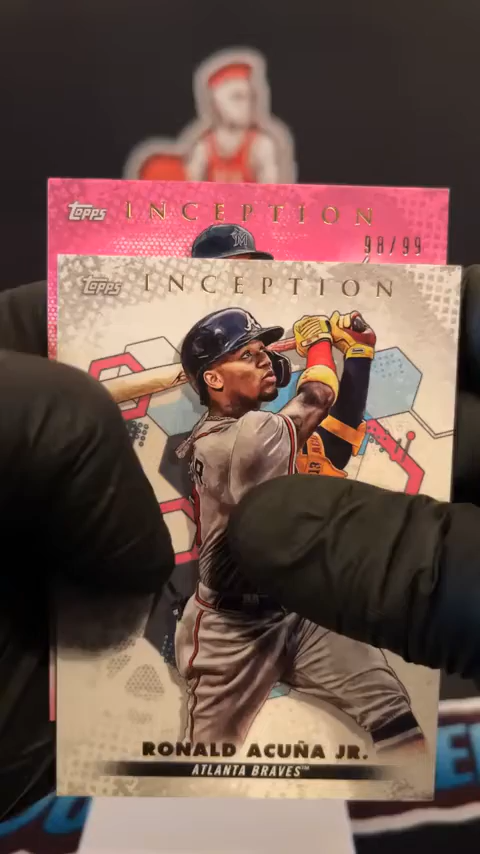 Topps INCEPTION
98/99
Topps INCEPTION
RONALD ACUÑA JR.
ATLANTA BRAVES™